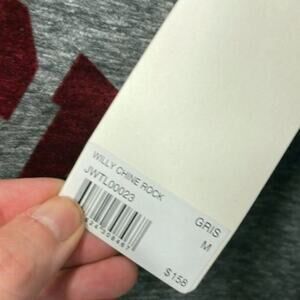 WILLY CHINE ROCK
JWTL00023
GRIS
M
$158